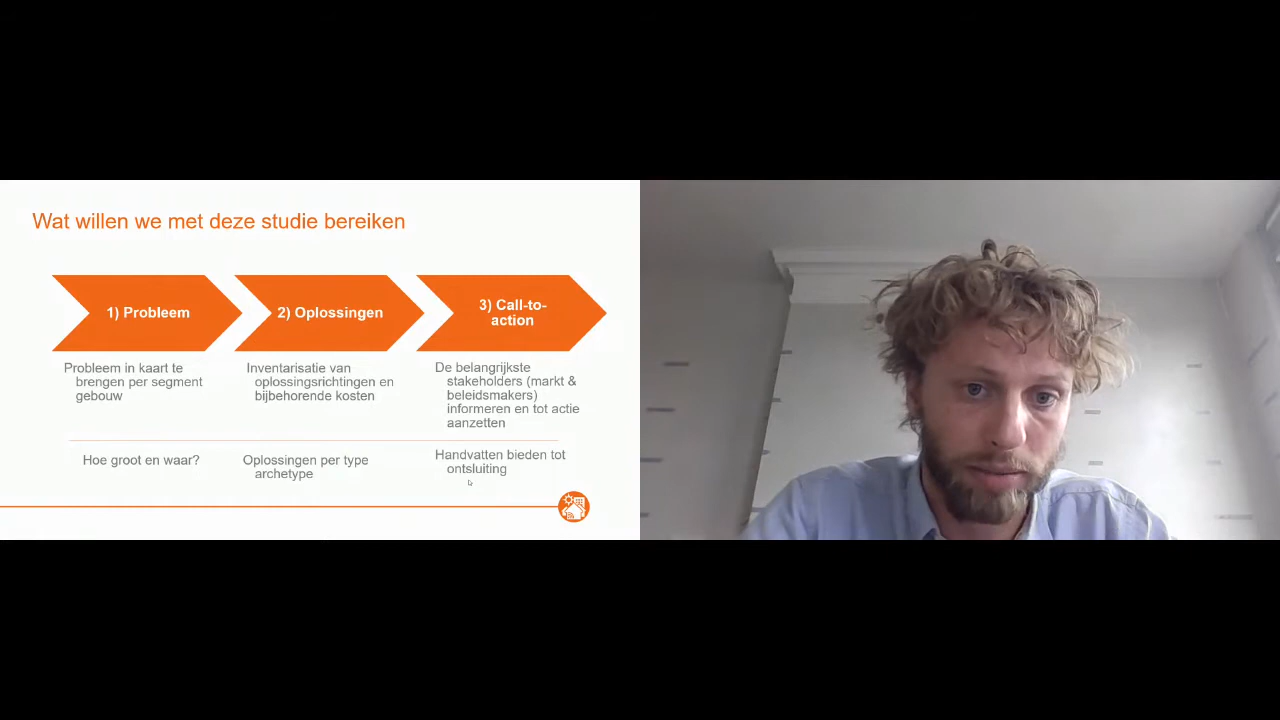 Wat willen we met deze studie bereiken
1) Probleem
2) Oplossingen
3) Call-to-
action
Probleem in kaart te
brengen per segment
gebouw
Inventarisatie van
oplossingsrichtingen en
bijbehorende kosten
De belangrijkste
stakeholders (markt &
beleidsmakers)
informeren en tot actie
aanzetten
Hoe groot en waar?
Oplossingen per type
archetype
Handvatten bieden tot
ontsluiting